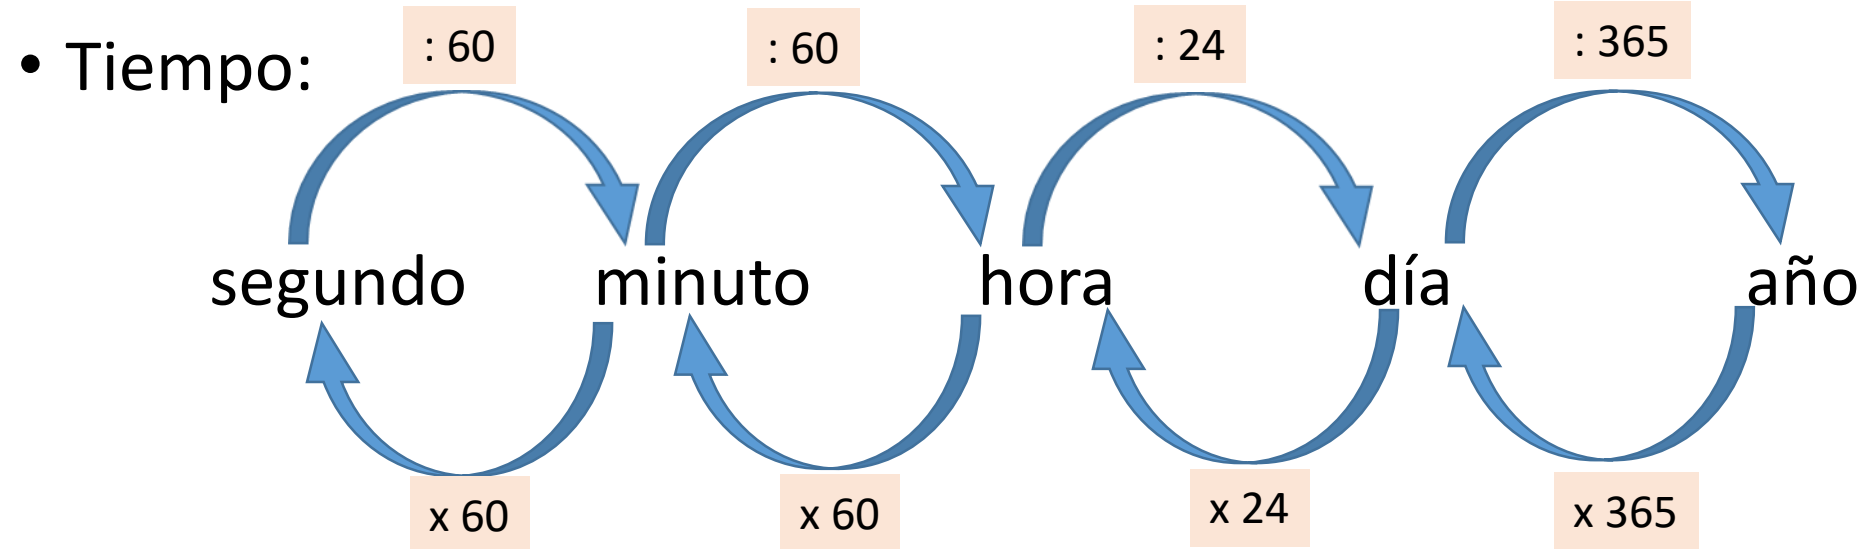 • Tiempo:
: 60
: 60
: 24
: 365
segundo
minuto
hora
día
año
x 60
x 60
x 24
x 365